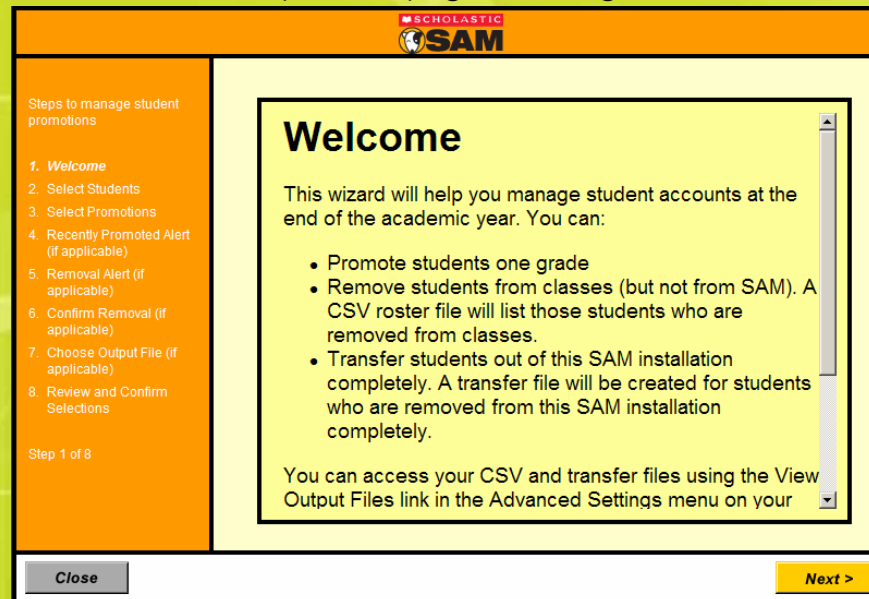 SCHOLASTIC
SAM
Steps to manage student
promotions
1. Welcome
2. Select Students
3. Select Promotions
4. Recently Promoted Alert
(if applicable)
5. Removal Alert (if
applicable)
6. Confirm Removal (if
applicable)
7. Choose Output File (if
applicable)
8. Review and Confirm
Selections
Step 1 of 8
Welcome
This wizard will help you manage student accounts at the
end of the academic year. You can:
• Promote students one grade
• Remove students from classes (but not from SAM). A
CSV roster file will list those students who are
removed from classes.
• Transfer students out of this SAM installation
completely. A transfer file will be created for students
who are removed from this SAM installation
completely.
You can access your CSV and transfer files using the View
Output Files link in the Advanced Settings menu on your
Close
Next >